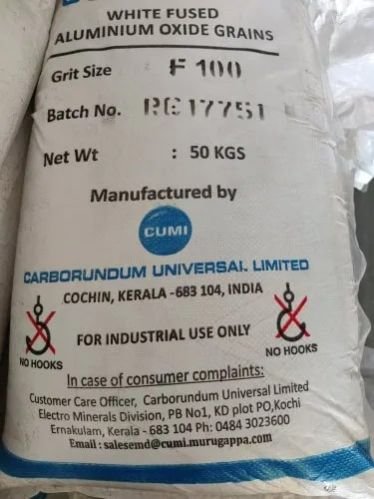 WHITE FUSED
ALUMINIUM OXIDE GRAINS
Grit Size F 100
Batch No. RG17751
Net Wt : 50 KGS
Manufactured by
CUMI
CARBORUNDUM UNIVERSAL LIMITED
COCHIN, KERALA -683 104, INDIA
FOR INDUSTRIAL USE ONLY
NO HOOKS
NO HOOKS
In case of consumer complaints:
Customer Care Officer, Carborundum Universal Limited
Electro Minerals Division, PB No1, KD plot PO,Kochi
Ernakulam, Kerala - 683 104 Ph: 0484 3023600
Email : salesemd@cumi.murugappa.com